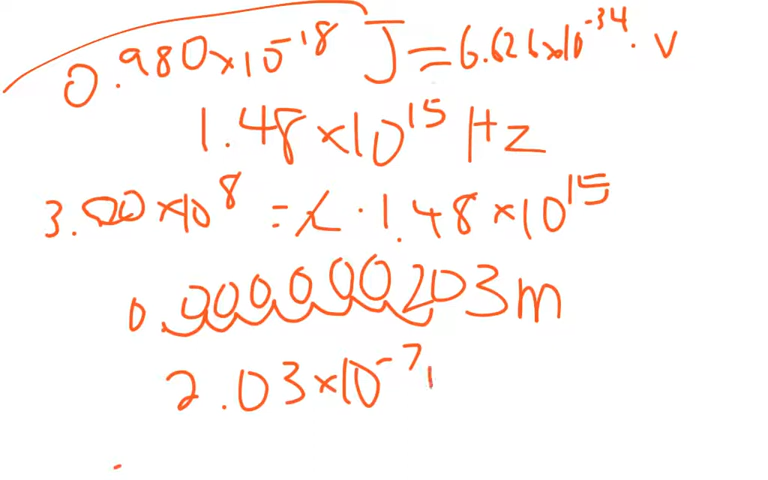 0.980×10⁻¹⁸ J = 6.626×10⁻³⁴ · ν
1.48×10¹⁵ Hz
3.00×10⁸ = λ · 1.48×10¹⁵
0.000000203m
2.03×10⁻⁷